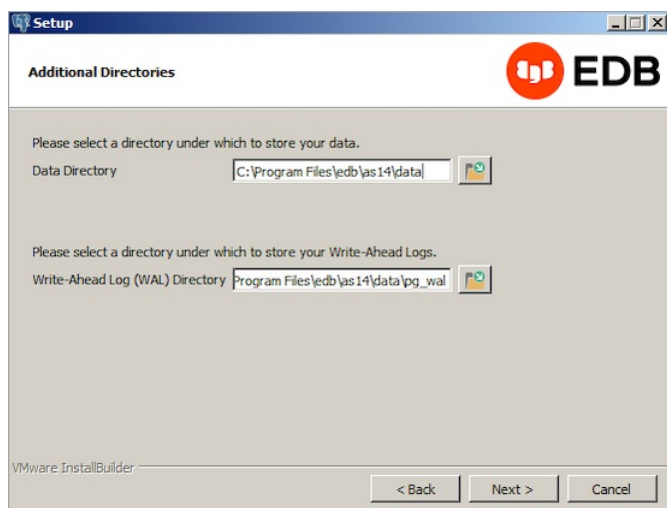 Setup
Additional Directories
EDB
Please select a directory under which to store your data.
Data Directory
C:\Program Files\edb\as14\data
Please select a directory under which to store your Write-Ahead Logs.
Write-Ahead Log (WAL) Directory
Program Files\edb\as14\data\pg_wal
VMware InstallBuilder
< Back
Next >
Cancel